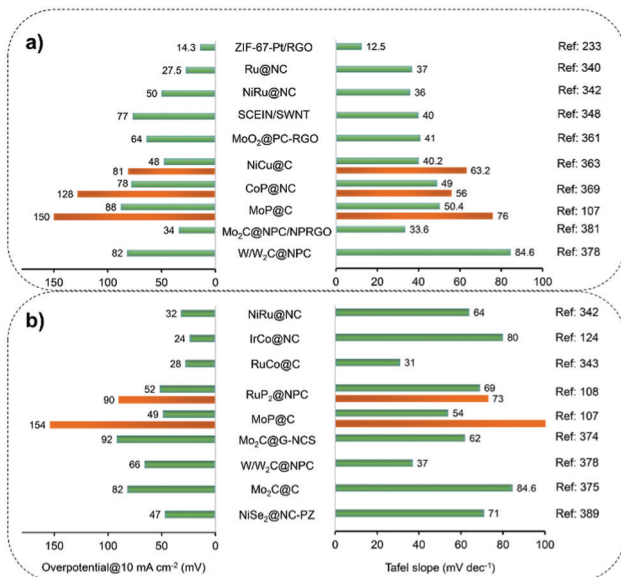 a)
14.3 ZIF-67-Pt/RGO 12.5 Ref: 233
27.5 Ru@NC 37 Ref: 340
50 NiRu@NC 36 Ref: 342
77 SCEIN/SWNT 40 Ref: 348
64 MoO₂@PC-RGO 41 Ref: 361
48 NiCu@C 40.2 Ref: 363
81 63.2
78 CoP@NC 49 Ref: 369
128 56
88 MoP@C 50.4 Ref: 107
150 76
34 Mo₂C@NPC/NPRGO 33.6 Ref: 381
82 W/W₂C@NPC 84.6 Ref: 378
150 100 50 0 0 20 40 60 80 100
b)
32 NiRu@NC 64 Ref: 342
24 IrCo@NC 80 Ref: 124
28 RuCo@C 31 Ref: 343
52 RuP₂@NPC 69 Ref: 108
90 73
49 MoP@C 54 Ref: 107
154
92 Mo₂C@G-NCS 62 Ref: 374
66 W/W₂C@NPC 37 Ref: 378
82 Mo₂C@C 84.6 Ref: 375
47 NiSe₂@NC-PZ 71 Ref: 389
150 100 50 0 0 20 40 60 80 100
Overpotential@10 mA cm⁻² (mV) Tafel slope (mV dec⁻¹)